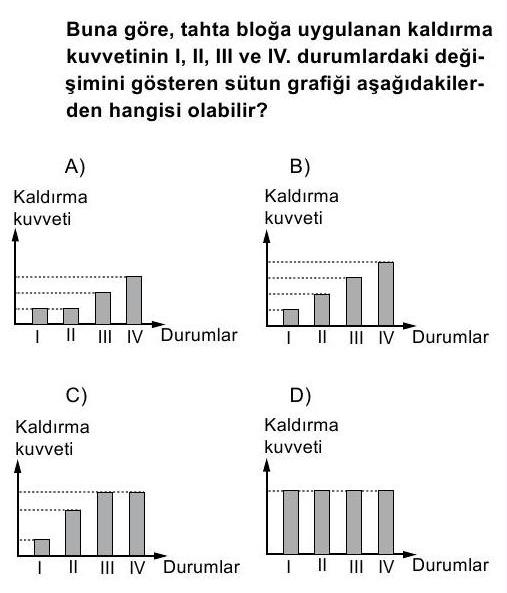 Buna göre, tahta bloğa uygulanan kaldırma
kuvvetinin I, II, III ve IV. durumlardaki deği-
şimini gösteren sütun grafiği aşağıdakiler-
den hangisi olabilir?
A)
Kaldırma
kuvveti
I II III IV Durumlar
B)
Kaldırma
kuvveti
I II III IV Durumlar
C)
Kaldırma
kuvveti
I II III IV Durumlar
D)
Kaldırma
kuvveti
I II III IV Durumlar